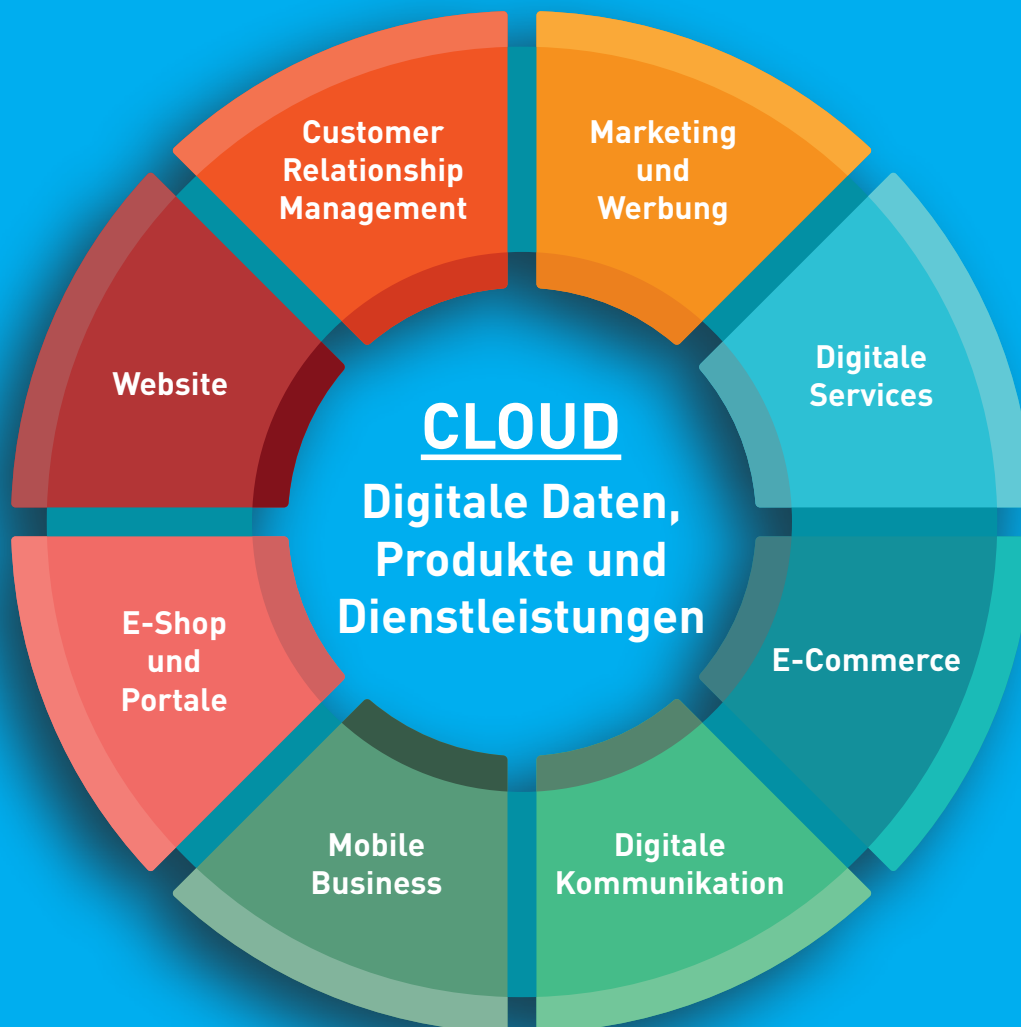 Customer
Relationship
Management
Marketing
und
Werbung
Digitale
Services
E-Commerce
Digitale
Kommunikation
Mobile
Business
E-Shop
und
Portale
Website
CLOUD
Digitale Daten,
Produkte und
Dienstleistungen